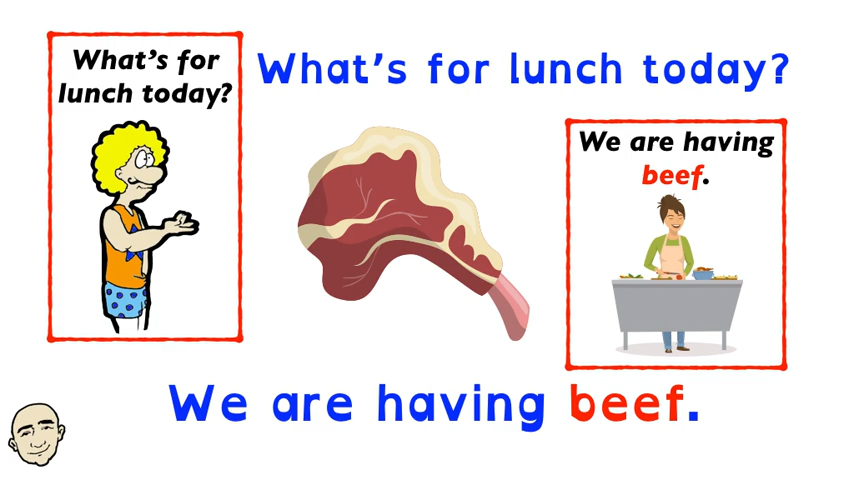 What's for
lunch today?
What's for lunch today?
We are having
beef.
We are having beef.